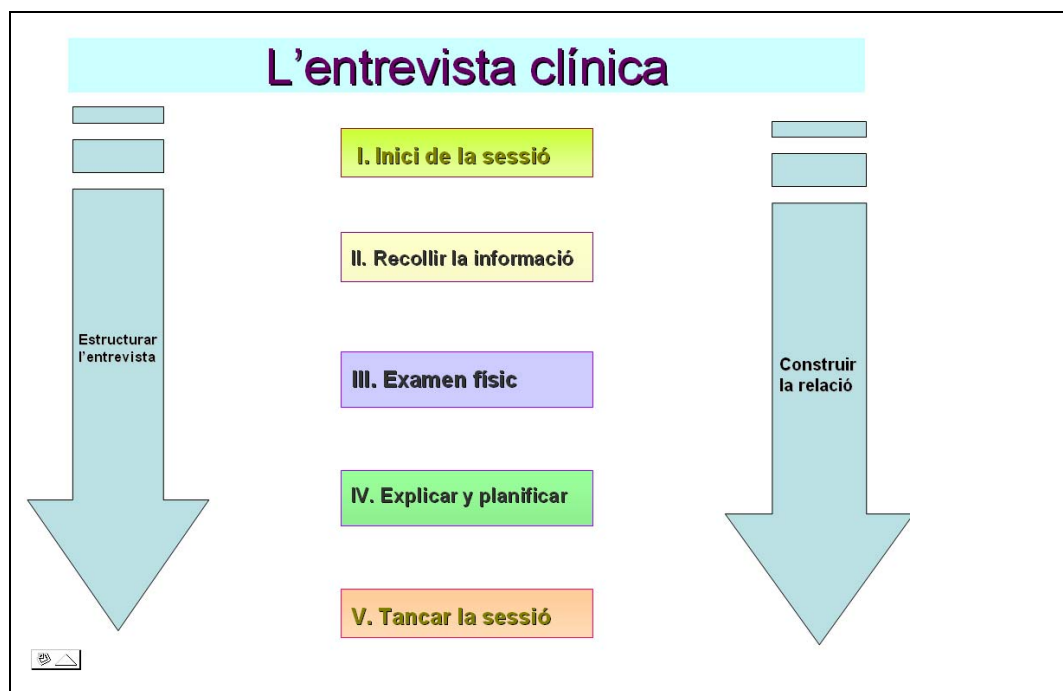 L'entrevista clínica
I. Inici de la sessió
II. Recollir la informació
Estructurar
l'entrevista
III. Examen físic
Construir
la relació
IV. Explicar y planificar
V. Tancar la sessió